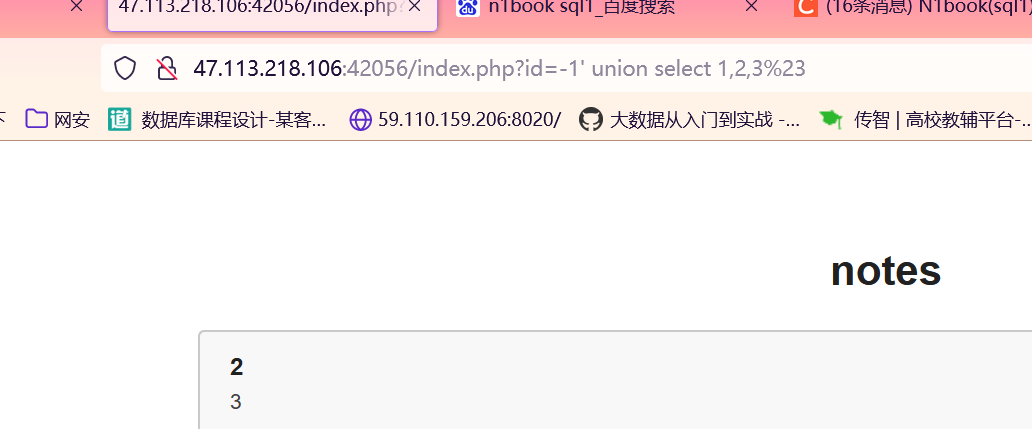 47.113.218.106:42056/index.php?
n1book sql1_百度搜索
(16条消息) N1book(sql1)
47.113.218.106:42056/index.php?id=-1' union select 1,2,3%23
网安
道 数据库课程设计-某客...
59.110.159.206:8020/
大数据从入门到实战 -...
传智 | 高校教辅平台-...
notes
2
3